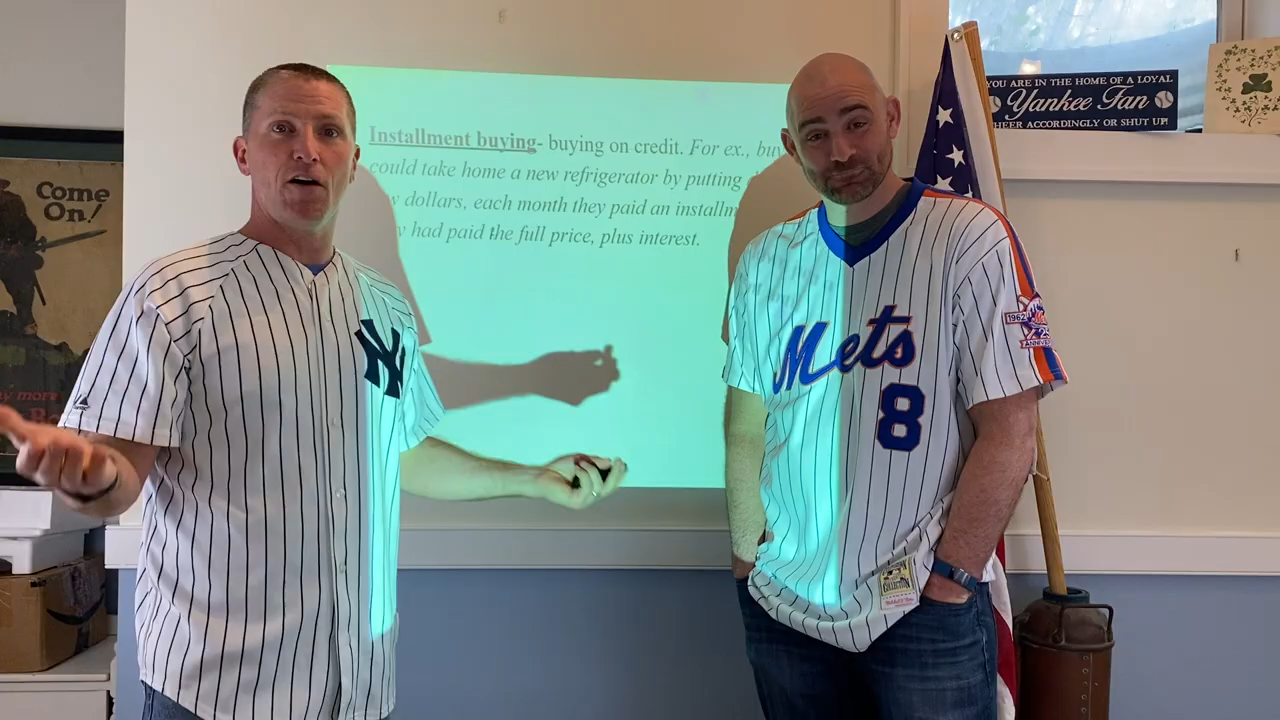 YOU ARE IN THE HOME OF A LOYAL
Yankee Fan
CHEER ACCORDINGLY OR SHUT UP!
Installment buying- buying on credit. For ex.,
could take home a new refrigerator by putting
dollars, each month they paid an
had paid the full price, plus interest.
Come
On!
more
NY
Mets
8
1962